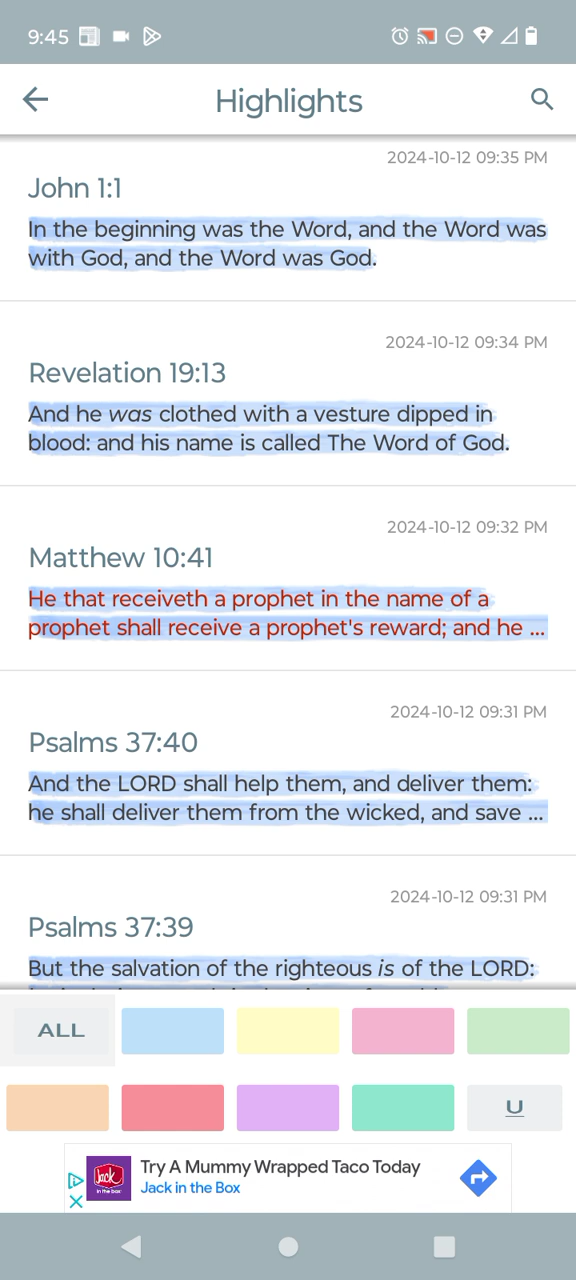 9:45
Highlights
2024-10-12 09:35 PM
John 1:1
In the beginning was the Word, and the Word was
with God, and the Word was God.
2024-10-12 09:34 PM
Revelation 19:13
And he was clothed with a vesture dipped in
blood: and his name is called The Word of God.
2024-10-12 09:32 PM
Matthew 10:41
He that receiveth a prophet in the name of a
prophet shall receive a prophet's reward; and he ...
2024-10-12 09:31 PM
Psalms 37:40
And the LORD shall help them, and deliver them:
he shall deliver them from the wicked, and save ...
2024-10-12 09:31 PM
Psalms 37:39
But the salvation of the righteous is of the LORD:
ALL
U
Try A Mummy Wrapped Taco Today
Jack in the Box
Jack
in the box